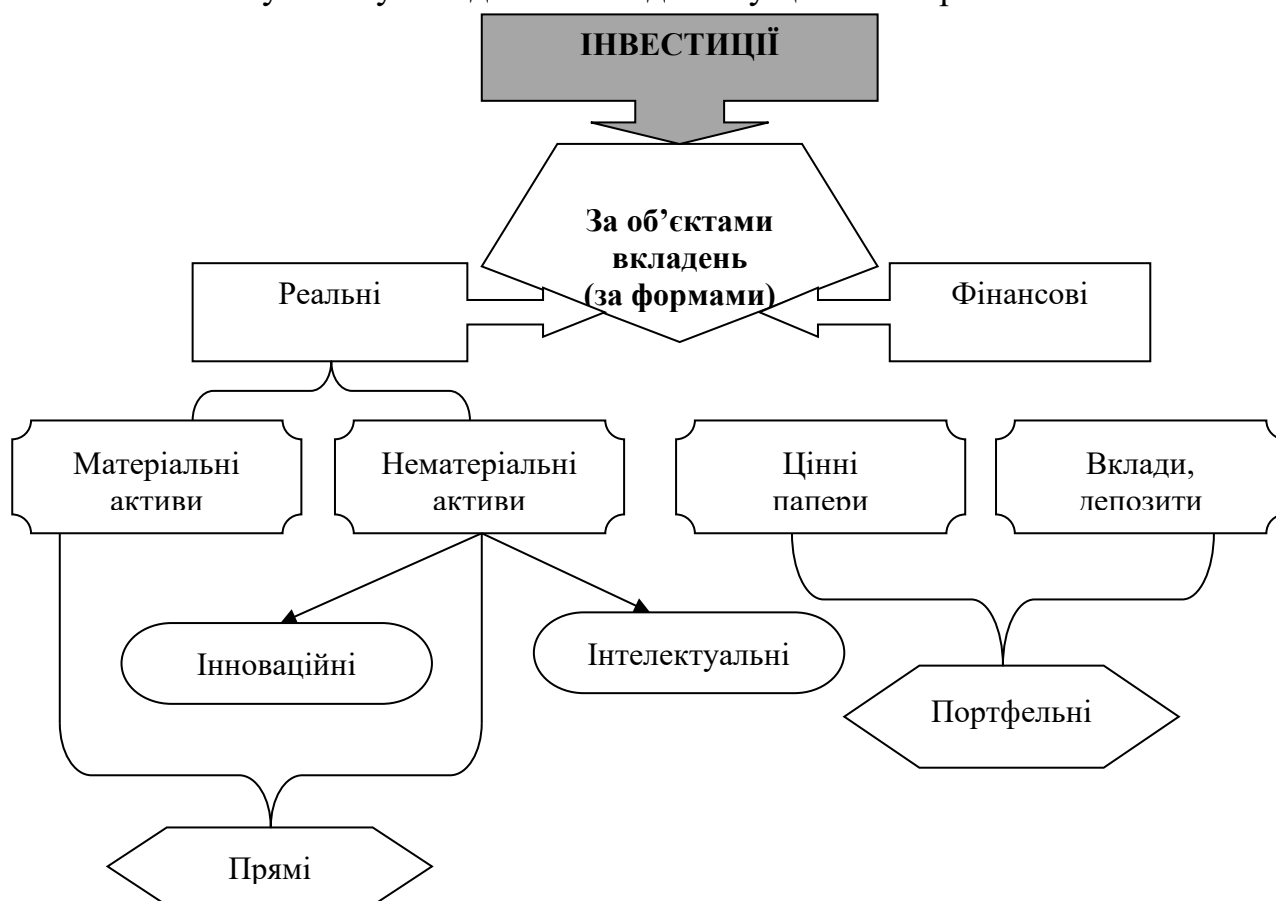 ІНВЕСТИЦІЇ
За об’єктами
вкладень
(за формами)
Реальні
Фінансові
Матеріальні
активи
Нематеріальні
активи
Цінні
папери
Вклади,
депозити
Інноваційні
Інтелектуальні
Портфельні
Прямі